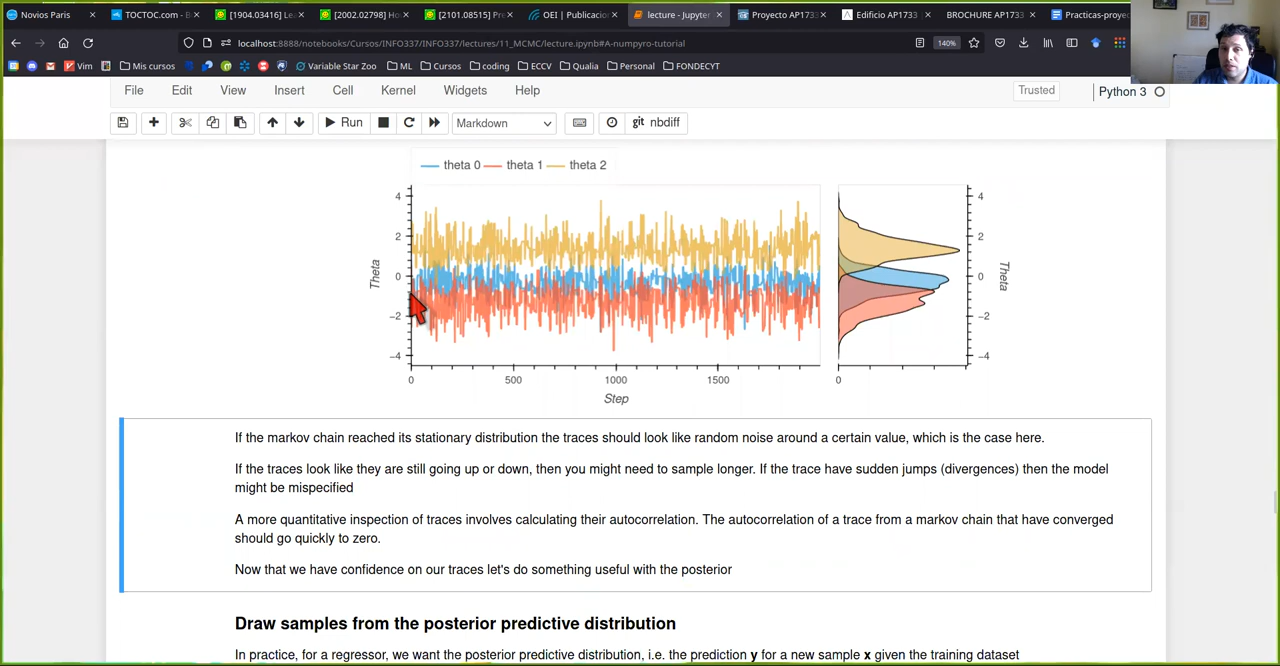 Novios Paris
TOCTOC.com - B
[1904.03416] Le
[2002.02798] Ho
[2101.08515] Pre
OEI | Publicacion
lecture - Jupyter
Proyecto AP1733
Edificio AP1733
BROCHURE AP1733
Practicas-proye
localhost:8888/notebooks/Cursos/INFO337/INFO337/lectures/11_MCMC/lecture.ipynb#A-numpyro-tutorial
140%
Vim
Mis cursos
Variable Star Zoo
ML
Cursos
coding
ECCV
Qualia
Personal
FONDECYT
File Edit View Insert Cell Kernel Widgets Help
Trusted
Python 3
Run
Markdown
git nbdiff
theta 0 theta 1 theta 2
4
2
0
−2
−4
Theta
0 500 1000 1500
Step
0
4
2
0
−2
−4
Theta
If the markov chain reached its stationary distribution the traces should look like random noise around a certain value, which is the case here.
If the traces look like they are still going up or down, then you might need to sample longer. If the trace have sudden jumps (divergences) then the model
might be mispecified
A more quantitative inspection of traces involves calculating their autocorrelation. The autocorrelation of a trace from a markov chain that have converged
should go quickly to zero.
Now that we have confidence on our traces let's do something useful with the posterior
Draw samples from the posterior predictive distribution
In practice, for a regressor, we want the posterior predictive distribution, i.e. the prediction y for a new sample x given the training dataset